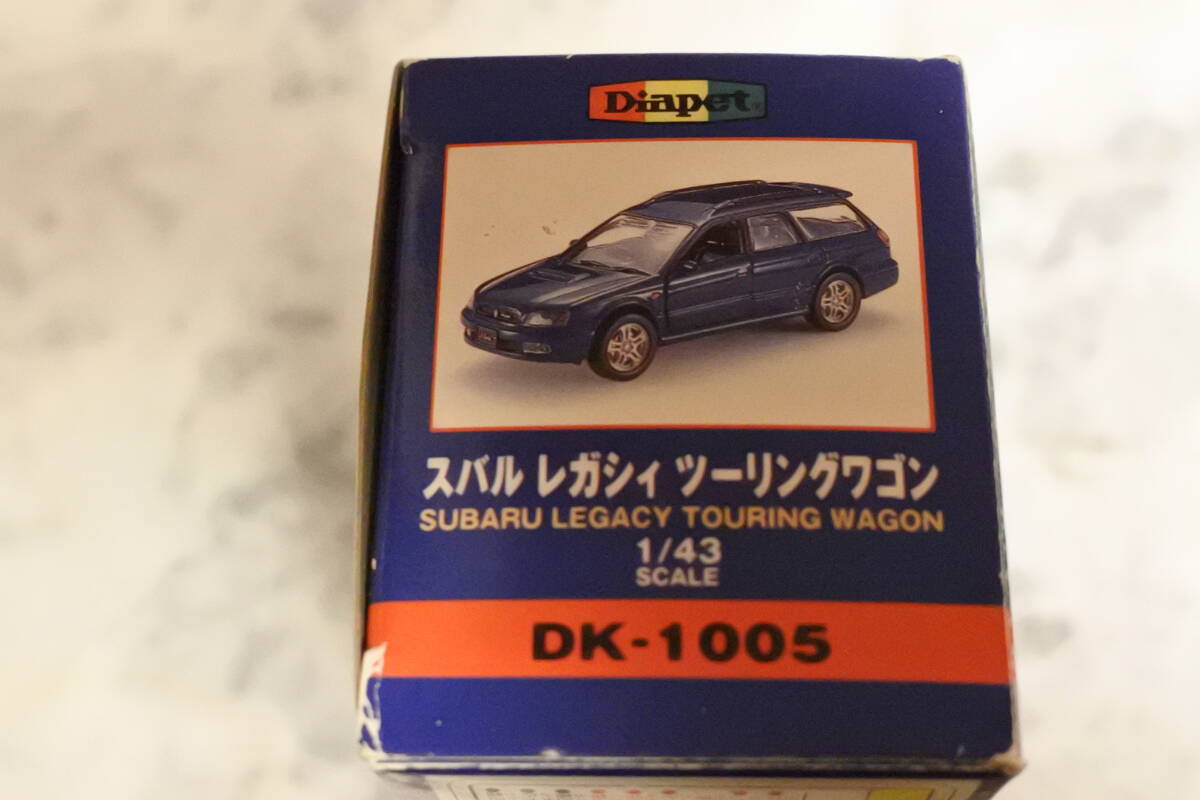 Diapet
スバル レガシィ ツーリングワゴン
SUBARU LEGACY TOURING WAGON
1/43
SCALE
DK-1005